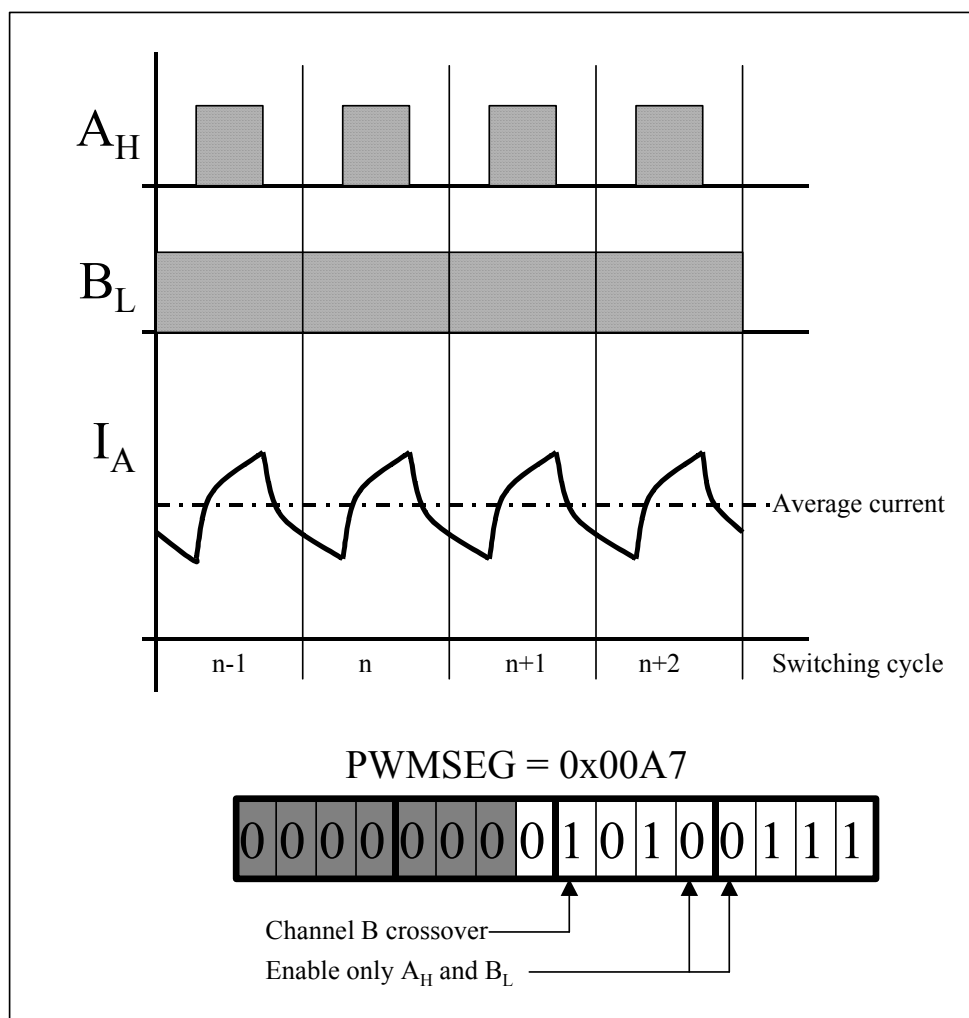 A_H
B_L
I_A
Average current
n-1 n n+1 n+2 Switching cycle
PWMSEG = 0x00A7
0 0 0 0 0 0 0 0 1 0 1 0 0 1 1 1
Channel B crossover
Enable only A_H and B_L